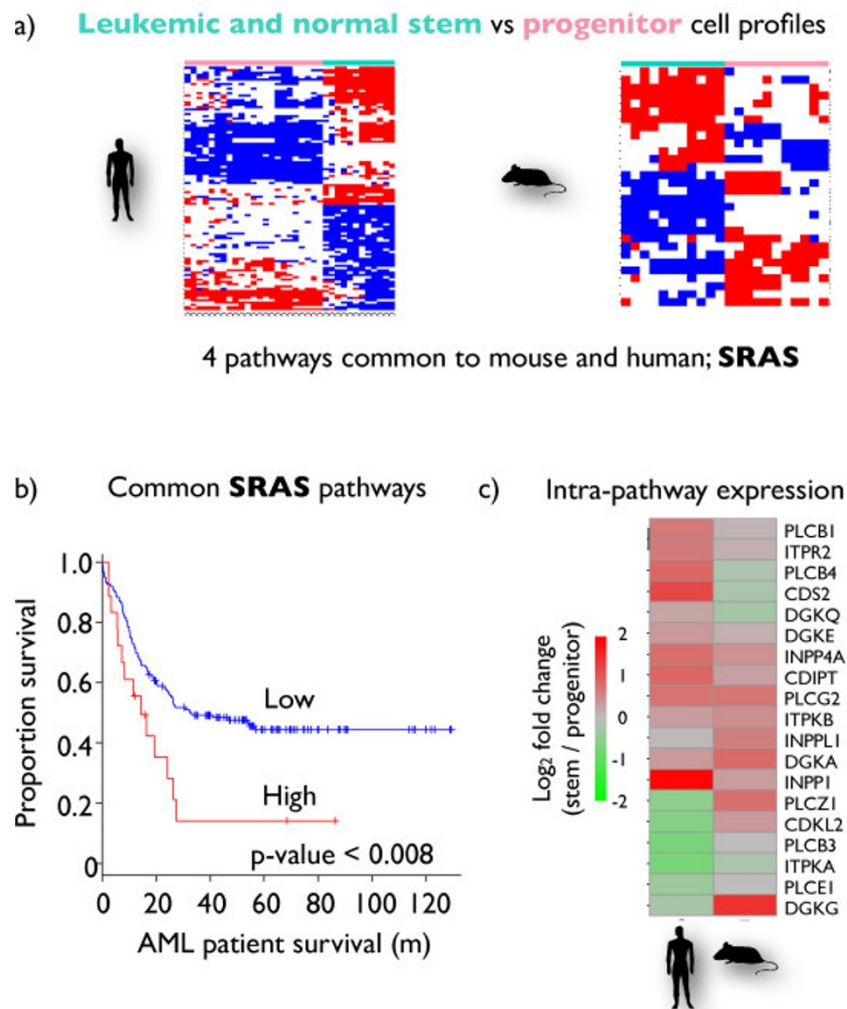 a) Leukemic and normal stem vs progenitor cell profiles
4 pathways common to mouse and human; SRAS
b) Common SRAS pathways
Proportion survival
1.0
0.8
0.6
0.4
0.2
0
Low
High
p-value < 0.008
0 20 40 60 80 100 120
AML patient survival (m)
c) Intra-pathway expression
Log2 fold change
(stem / progenitor)
2
1
0
-1
-2
PLCB1
ITPR2
PLCB4
CDS2
DGKQ
DGKE
INPP4A
CDIPT
PLCG2
ITPKB
INPPL1
DGKA
INPP1
PLCZ1
CDKL2
PLCB3
ITPKA
PLCE1
DGKG